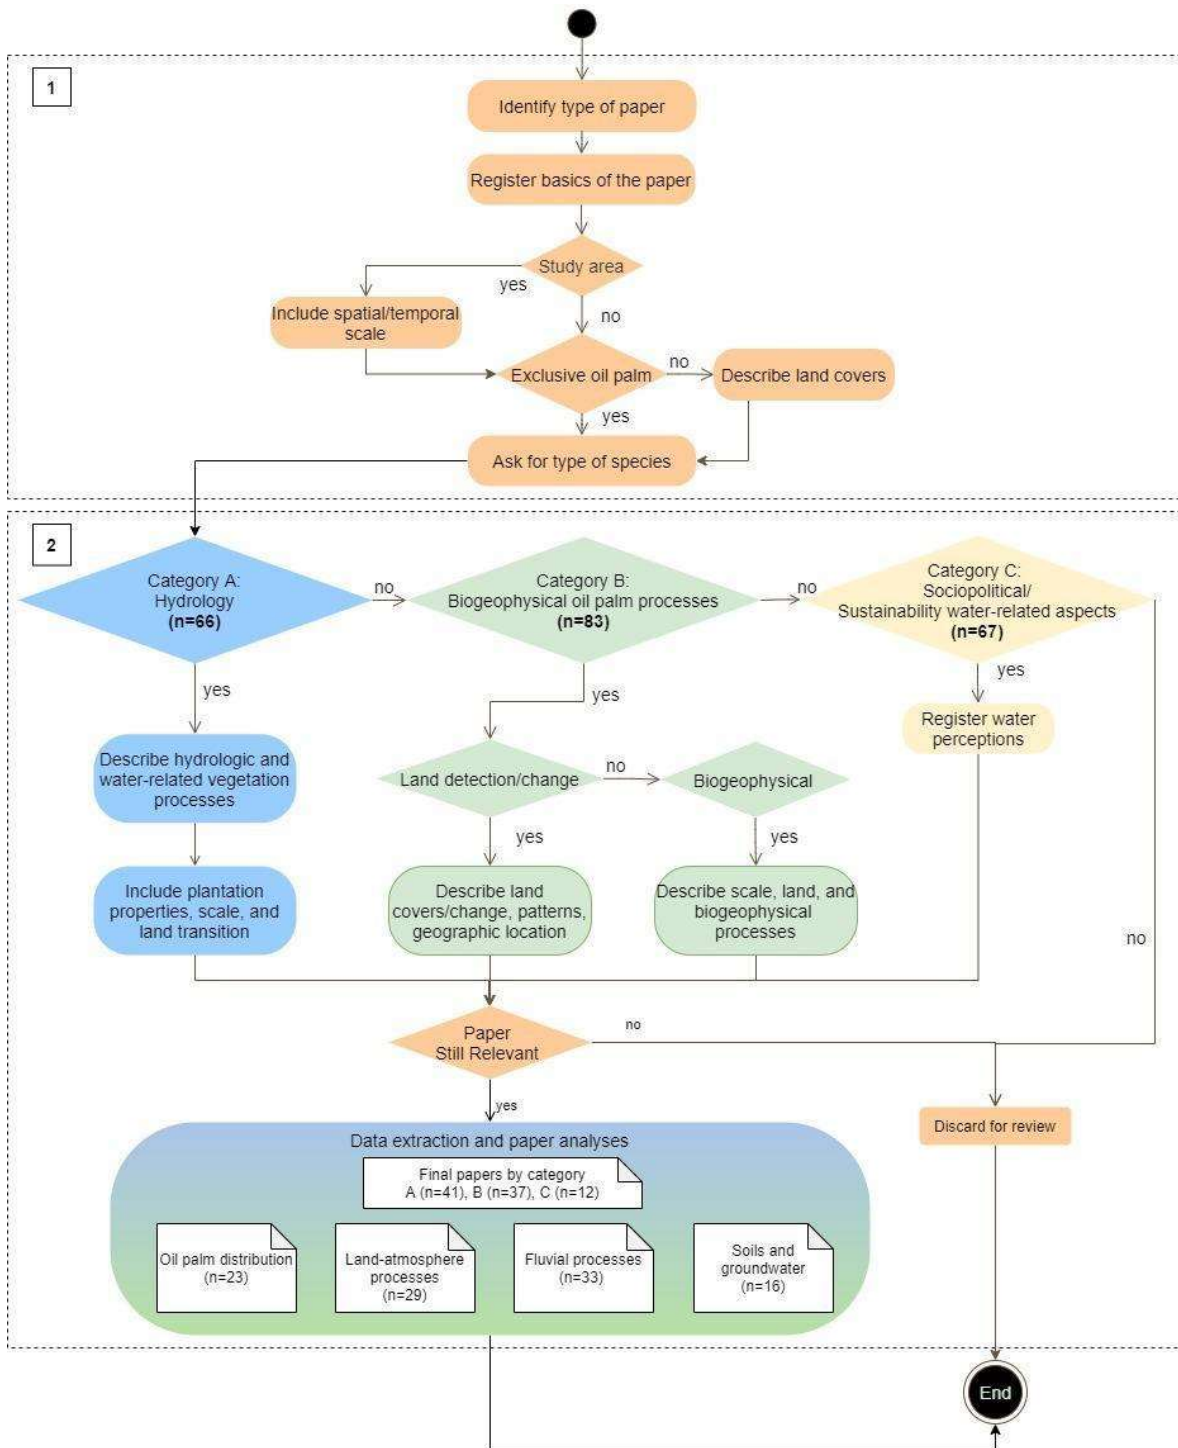 1
Identify type of paper
Register basics of the paper
Study area
yes
Include spatial/temporal
scale
no
Exclusive oil palm
no
Describe land covers
yes
Ask for type of species
2
Category A:
Hydrology
(n=66)
no
Category B:
Biogeophysical oil palm processes
(n=83)
no
Category C:
Sociopolitical/
Sustainability water-related aspects
(n=67)
yes
yes
yes
Register water
perceptions
Describe hydrologic and
water-related vegetation
processes
Land detection/change
no
Biogeophysical
yes
yes
Include plantation
properties, scale, and
land transition
Describe land
covers/change, patterns,
geographic location
Describe scale, land, and
biogeophysical
processes
no
Paper
Still Relevant
no
yes
Discard for review
Data extraction and paper analyses
Final papers by category
A (n=41), B (n=37), C (n=12)
Oil palm distribution
(n=23)
Land-atmosphere
processes
(n=29)
Fluvial processes
(n=33)
Soils and
groundwater
(n=16)
End